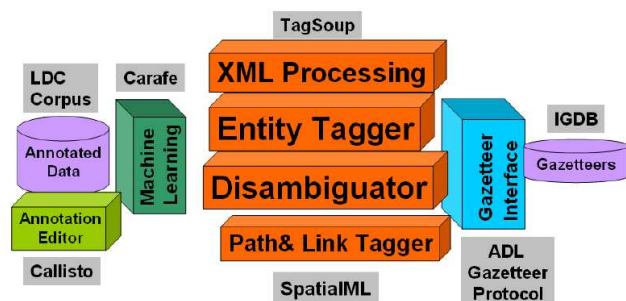 TagSoup
XML Processing
LDC
Corpus
Carafe
Entity Tagger
IGDB
Annotated
Data
Machine
Learning
Gazetteer
Interface
Gazetteers
Disambiguator
Annotation
Editor
Path& Link Tagger
Callisto
SpatialML
ADL
Gazetteer
Protocol